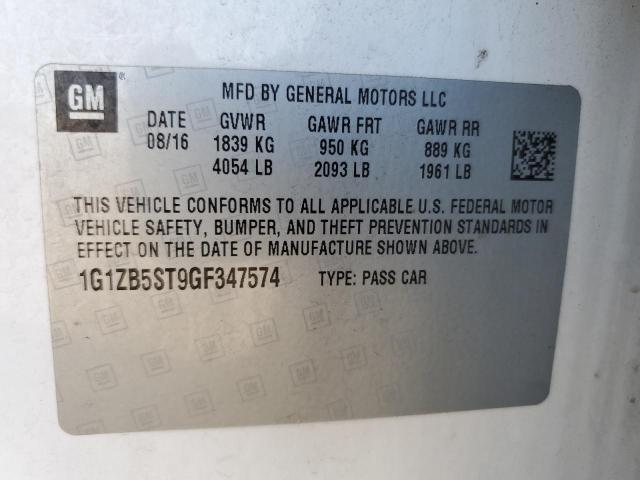 GM
MFD BY GENERAL MOTORS LLC
DATE GVWR GAWR FRT GAWR RR
08/16 1839 KG 950 KG 889 KG
4054 LB 2093 LB 1961 LB
THIS VEHICLE CONFORMS TO ALL APPLICABLE U.S. FEDERAL MOTOR
VEHICLE SAFETY, BUMPER, AND THEFT PREVENTION STANDARDS IN
EFFECT ON THE DATE OF MANUFACTURE SHOWN ABOVE.
1G1ZB5ST9GF347574 TYPE: PASS CAR